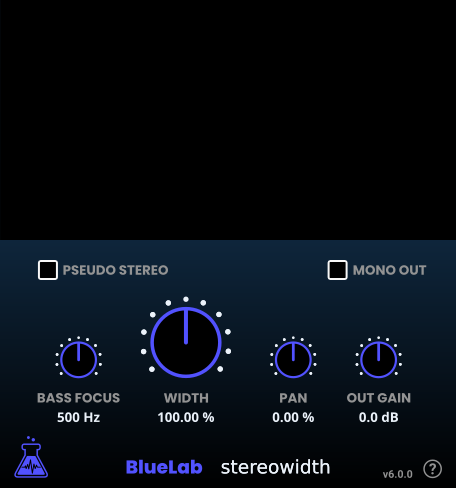 PSEUDO STEREO MONO OUT
BASS FOCUS WIDTH PAN OUT GAIN
500 Hz 100.00 % 0.00 % 0.0 dB
BlueLab stereowidth v6.0.0 ?